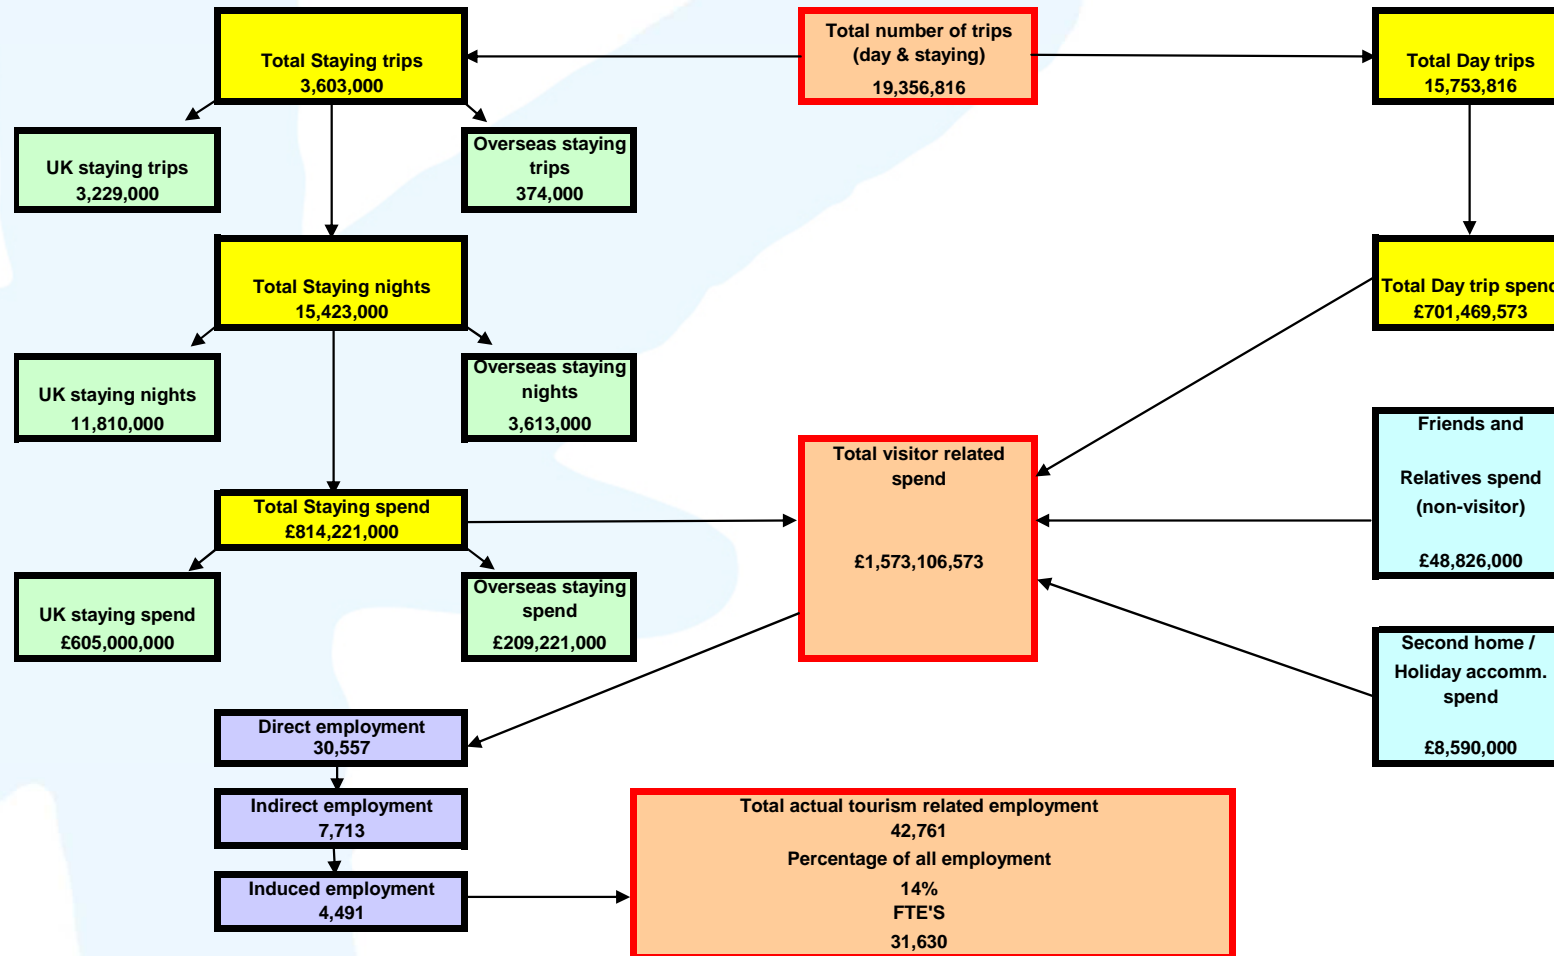 Total number of trips
(day & staying)
19,356,816
Total Staying trips
3,603,000
Total Day trips
15,753,816
UK staying trips
3,229,000
Overseas staying
trips
374,000
Total Staying nights
15,423,000
Total Day trip spend
£701,469,573
UK staying nights
11,810,000
Overseas staying
nights
3,613,000
Friends and
Relatives spend
(non-visitor)
£48,826,000
Total visitor related
spend
£1,573,106,573
Total Staying spend
£814,221,000
UK staying spend
£605,000,000
Overseas staying
spend
£209,221,000
Second home /
Holiday accomm.
spend
£8,590,000
Direct employment
30,557
Indirect employment
7,713
Induced employment
4,491
Total actual tourism related employment
42,761
Percentage of all employment
14%
FTE'S
31,630